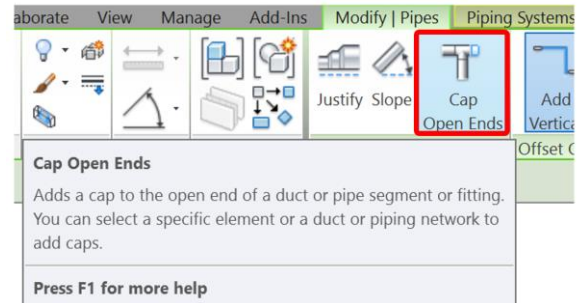 aborate View Manage Add-Ins Modify | Pipes Piping Systems
Justify Slope Cap Open Ends Add Vertica
Offset C
Cap Open Ends
Adds a cap to the open end of a duct or pipe segment or fitting.
You can select a specific element or a duct or piping network to
add caps.
Press F1 for more help